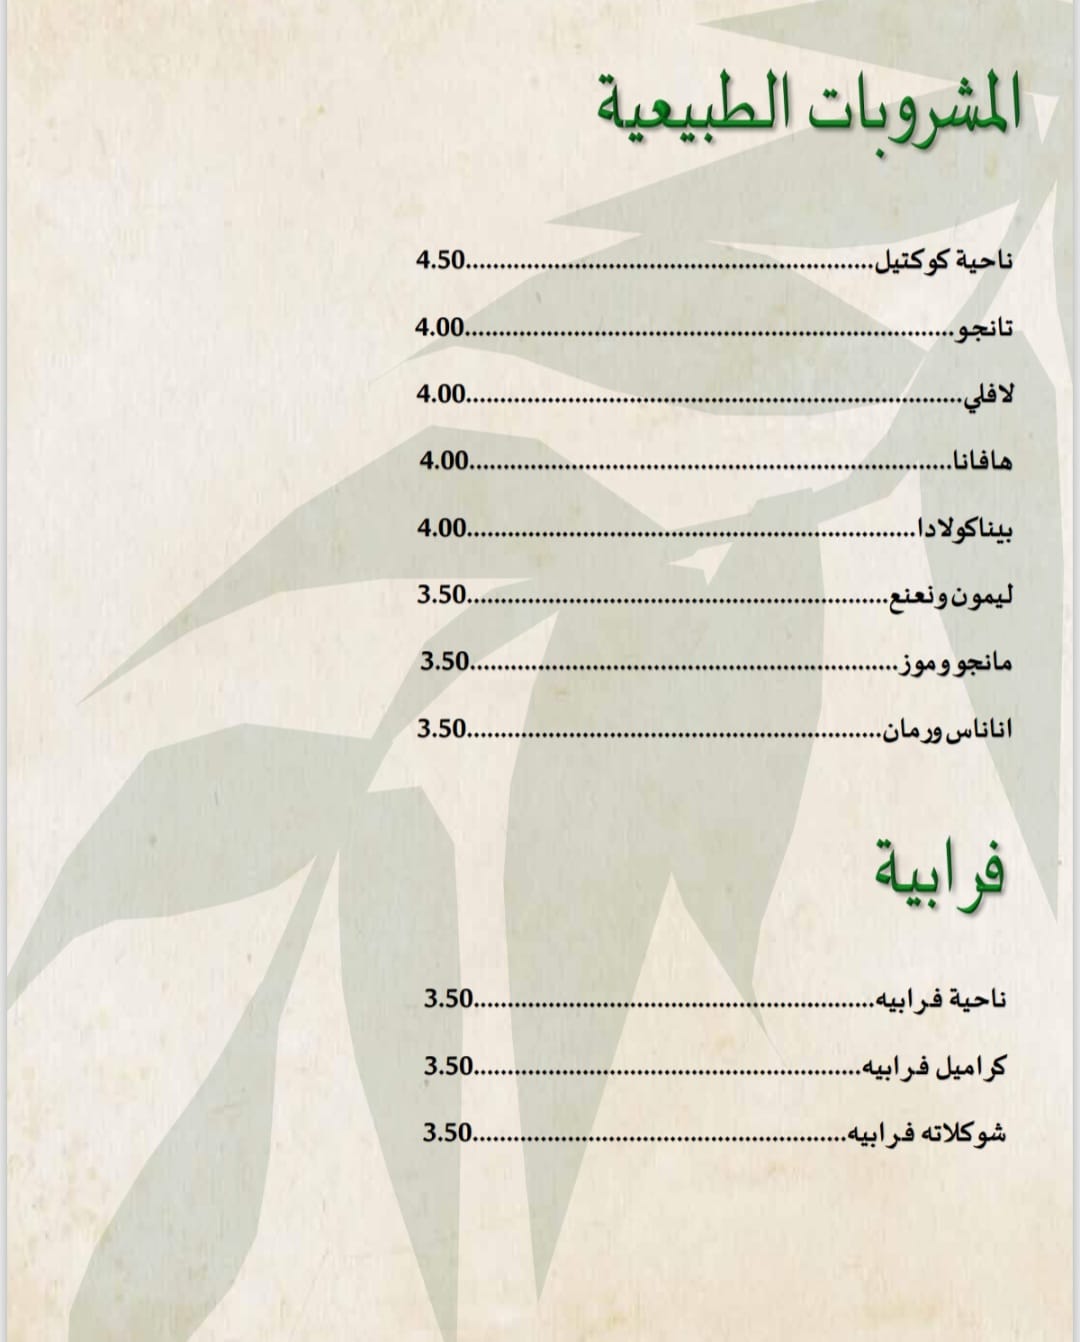 المشروبات الطبيعية
ناحية كوكتيل............................................................4.50
تانجو........................................................................4.00
لافلي.........................................................................4.00
هافانا.......................................................................4.00
بيناكولادا..................................................................4.00
ليمون ونعنع..............................................................3.50
مانجو وموز...............................................................3.50
اناناس ورمان.............................................................3.50
فرابية
ناحية فرابيه...........................................................3.50
كراميل فرابيه.........................................................3.50
شوكلاته فرابيه.......................................................3.50